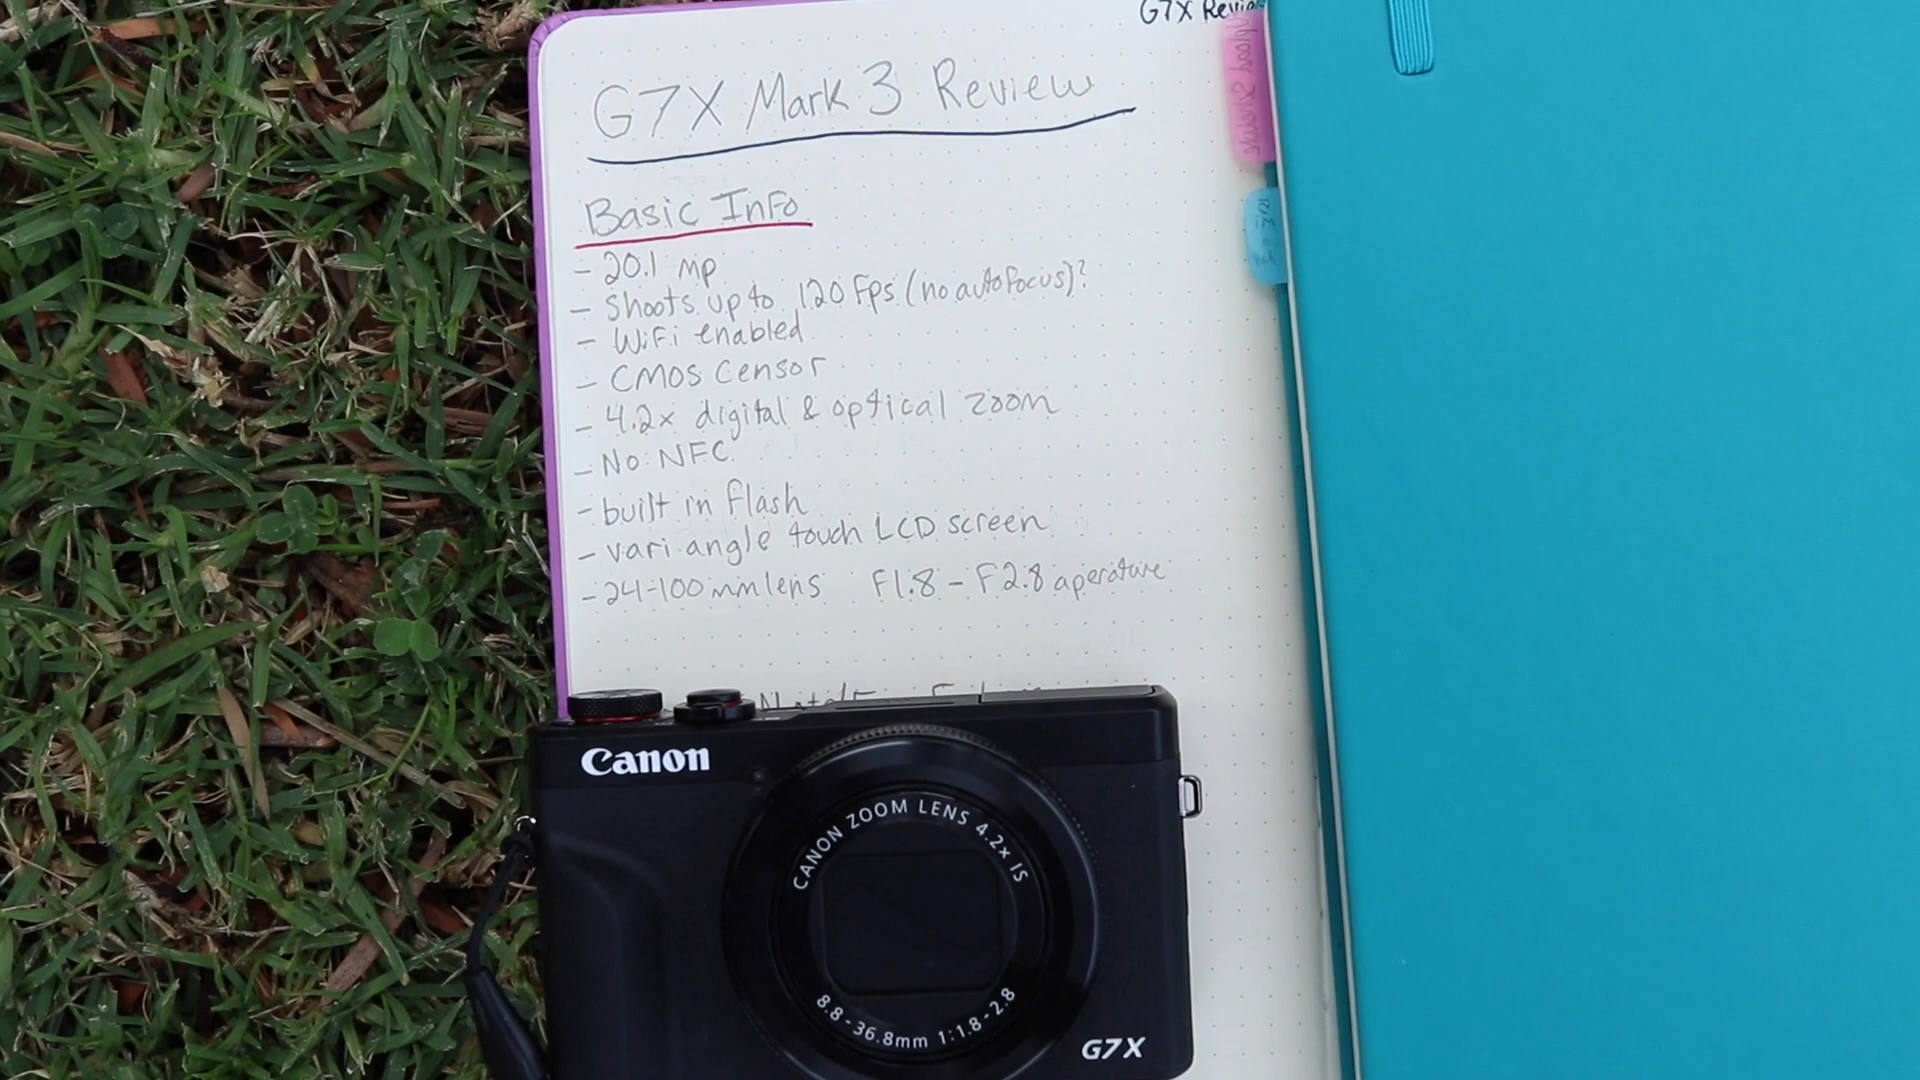 G7X Review
G7X Mark 3 Review
Basic Info
- 20.1 mp
- Shoots up to 120 Fps (no autofocus)?
- WiFi enabled
- CMOS Censor
- 4.2x digital & optical zoom
- No NFC
- built in flash
- vari angle touch LCD screen
- 24-100 mm lens F1.8 - F2.8 aperature
Canon
CANON ZOOM LENS 4.2x IS
8.8-36.8mm 1:1.8-2.8
G7X